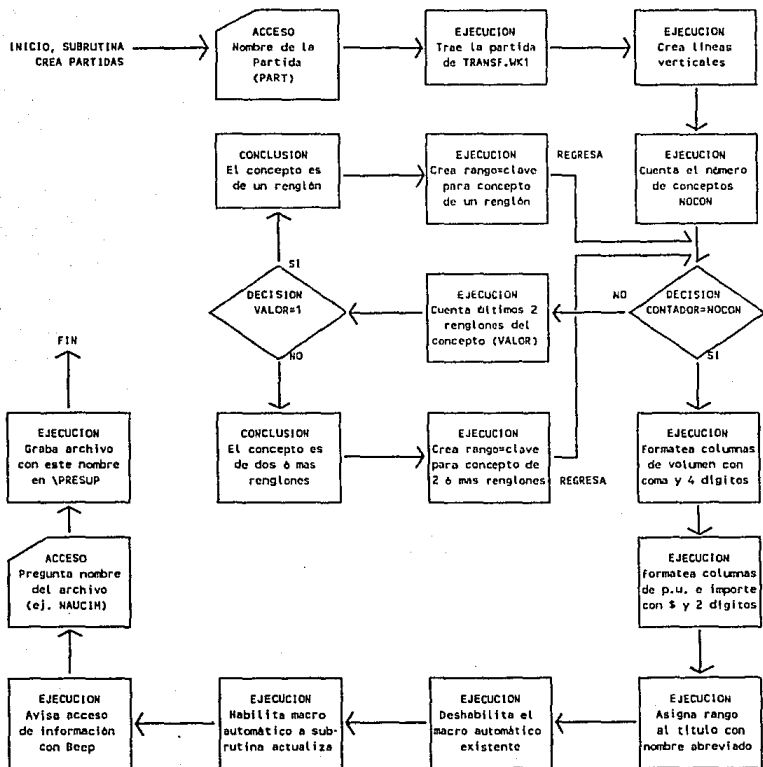 INICIO, SUBRUTINA
CREA PARTIDAS
ACCESO
Nombre de la
Partida
(PART)
EJECUCION
Trae la partida
de TRANSF.WK1
EJECUCION
Crea líneas
verticales
CONCLUSION
El concepto es
de un renglón
EJECUCION
Crea rango=clave
para concepto
de un renglón
REGRESA
EJECUCION
Cuenta el número
de conceptos
NOCON
SI
DECISION
VALOR=1
NO
EJECUCION
Cuenta últimos 2
renglones del
concepto (VALOR)
NO
DECISION
CONTADOR=NOCON
SI
FIN
EJECUCION
Graba archivo
con este nombre
en \PRESUP
CONCLUSION
El concepto es
de dos ó mas
renglones
EJECUCION
Crea rango=clave
para concepto de
2 ó mas renglones
REGRESA
EJECUCION
Formatea columnas
de volumen con
coma y 4 dígitos
ACCESO
Pregunta nombre
del archivo
(ej. NAUCIM)
EJECUCION
Formatea columnas
de p.u. e importe
con $ y 2 dígitos
EJECUCION
Avisa acceso
de información
con Beep
EJECUCION
Habilita macro
automático a sub-
rutina actualiza
EJECUCION
Deshabilita el
macro automático
existente
EJECUCION
Asigna rango
al título con
nombre abreviado